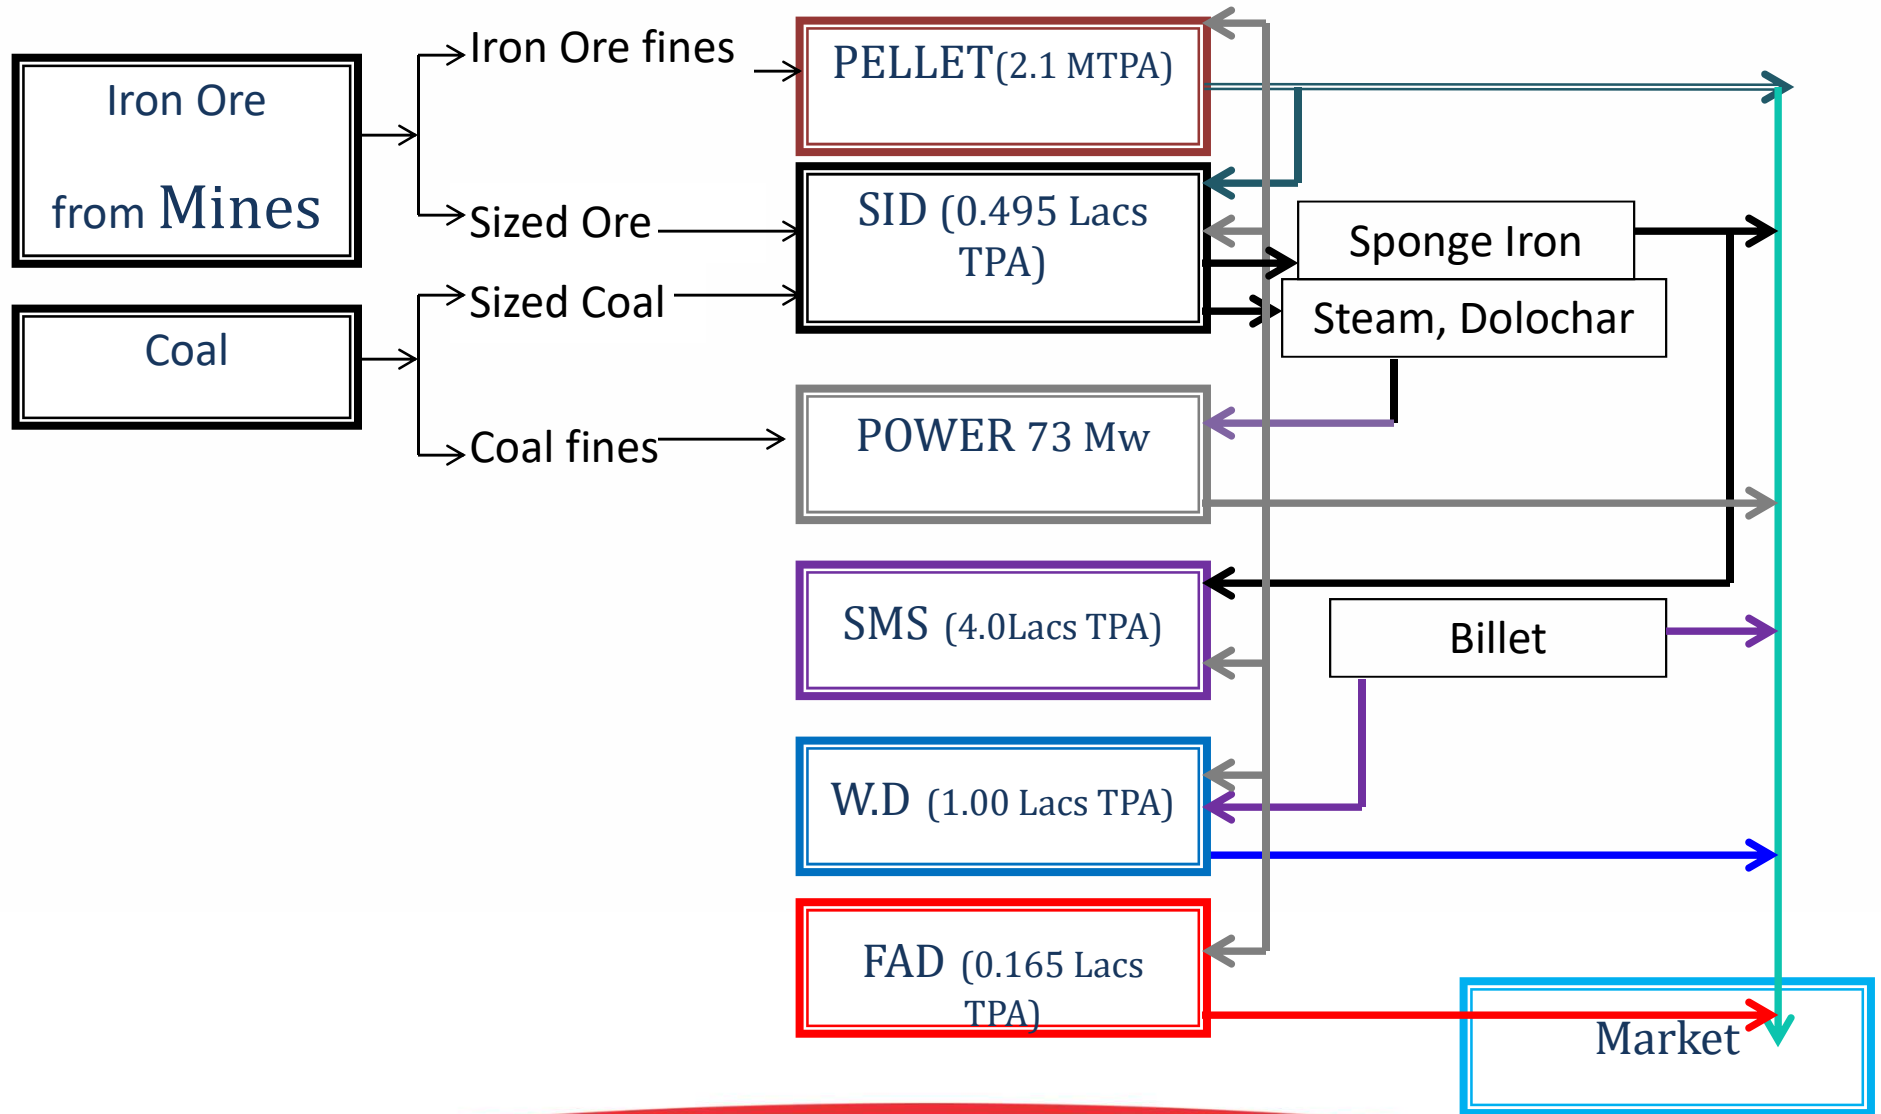 Iron Ore
from Mines
Coal
Iron Ore fines
Sized Ore
Sized Coal
Coal fines
PELLET(2.1 MTPA)
SID (0.495 Lacs
TPA)
POWER 73 Mw
SMS (4.0Lacs TPA)
W.D (1.00 Lacs TPA)
FAD (0.165 Lacs
TPA)
Sponge Iron
Steam, Dolochar
Billet
Market